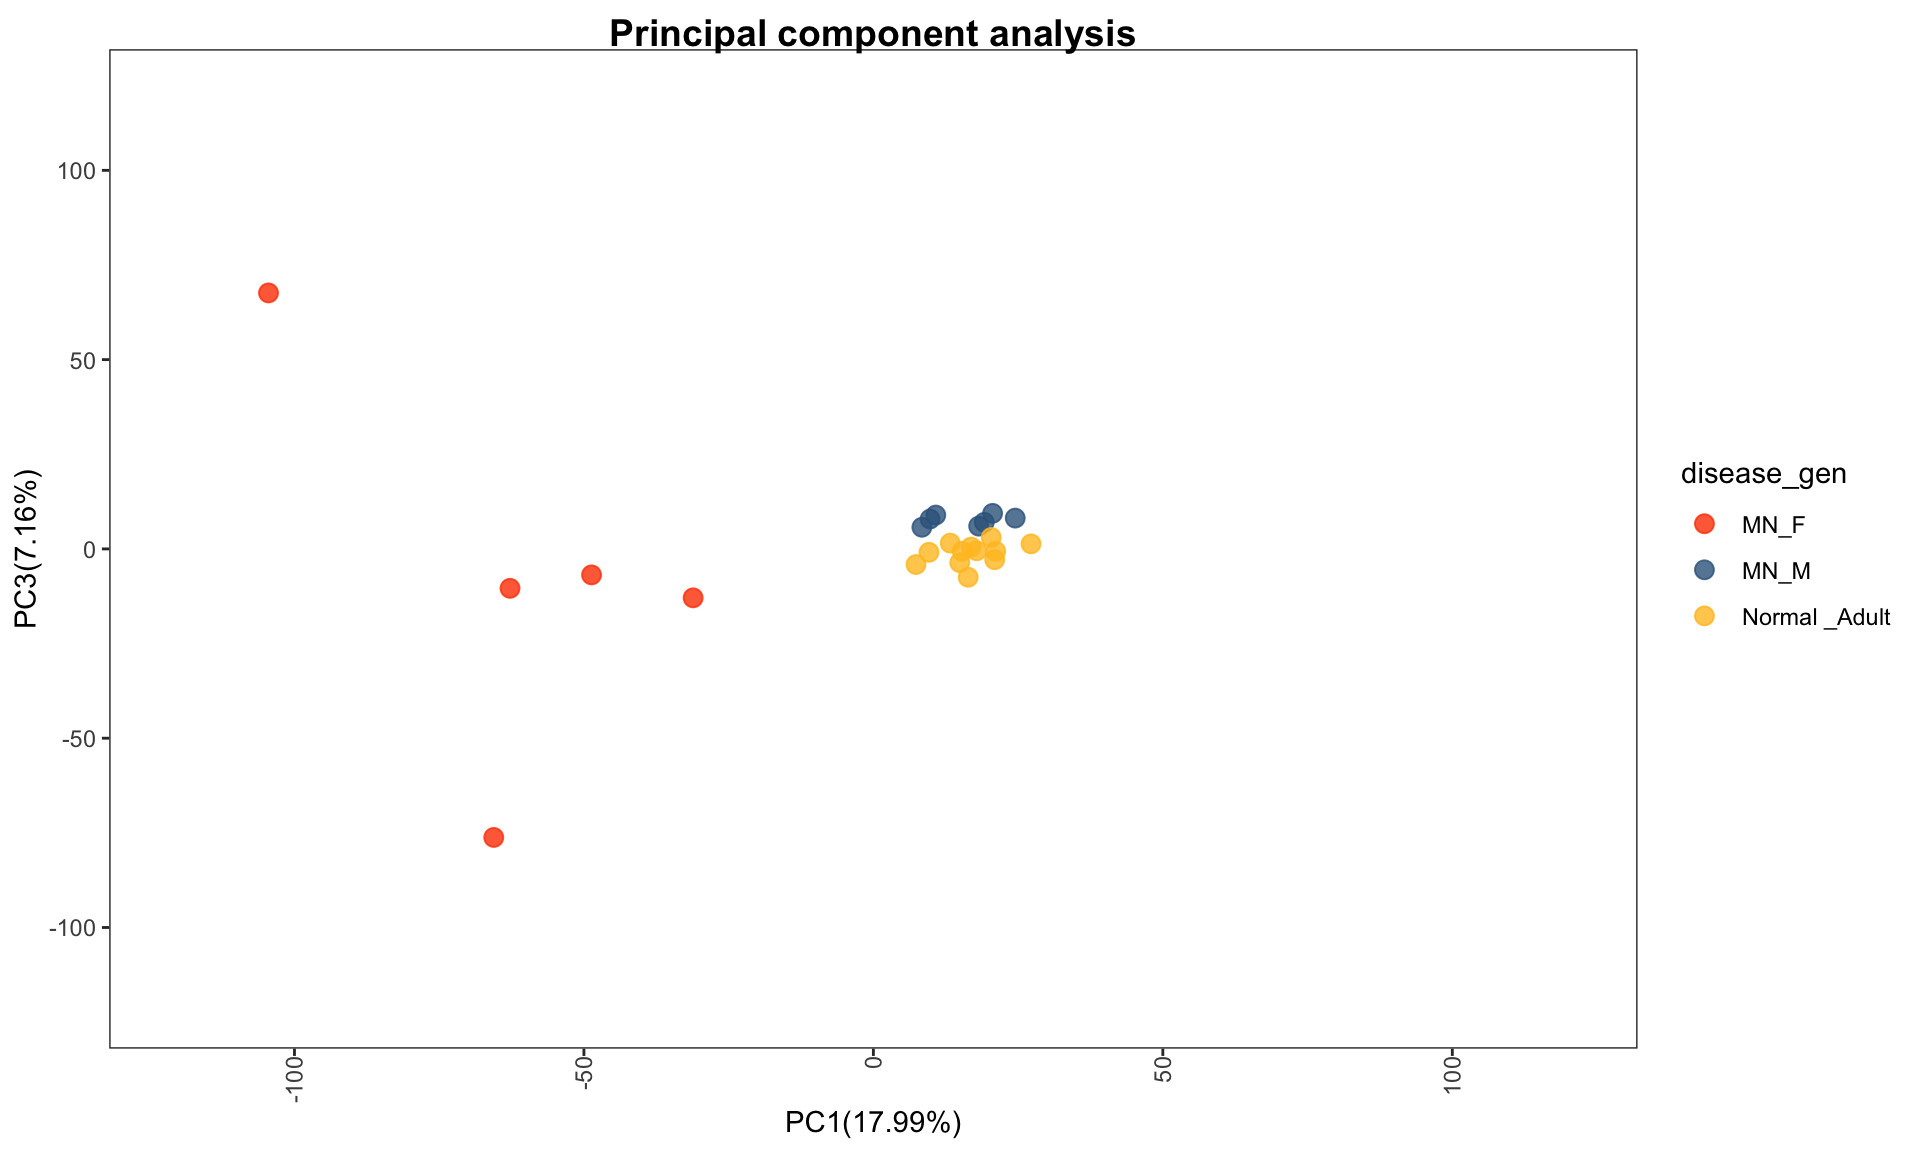 Principal component analysis
100
50
0
-50
-100
PC3(7.16%)
-100
-50
0
50
100
PC1(17.99%)
disease_gen
MN_F
MN_M
Normal _Adult